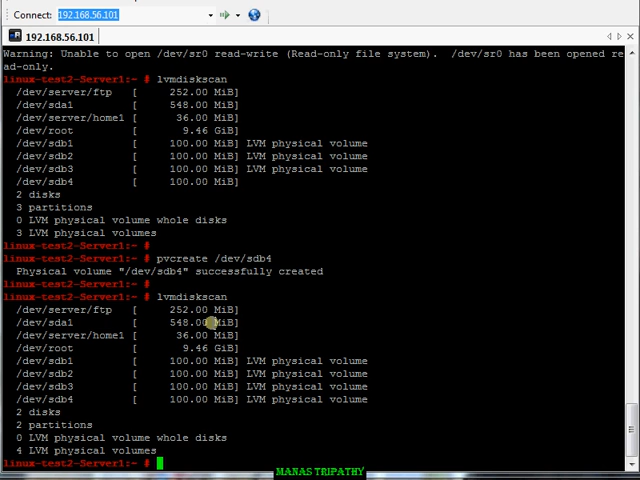 Connect: 192.168.56.101
192.168.56.101
Warning: Unable to open /dev/sr0 read-write (Read-only file system).  /dev/sr0 has been opened re
ad-only.
linux-test2-Server1:~ # lvmdiskscan
/dev/server/ftp   [     252.00 MiB]
/dev/sda1         [     548.00 MiB]
/dev/server/home1 [      36.00 MiB]
/dev/root         [       9.46 GiB]
/dev/sdb1         [     100.00 MiB] LVM physical volume
/dev/sdb2         [     100.00 MiB] LVM physical volume
/dev/sdb3         [     100.00 MiB] LVM physical volume
/dev/sdb4         [     100.00 MiB]
2 disks
3 partitions
0 LVM physical volume whole disks
3 LVM physical volumes
linux-test2-Server1:~ #
linux-test2-Server1:~ # pvcreate /dev/sdb4
Physical volume "/dev/sdb4" successfully created
linux-test2-Server1:~ #
linux-test2-Server1:~ # lvmdiskscan
/dev/server/ftp   [     252.00 MiB]
/dev/sda1         [     548.00 MiB]
/dev/server/home1 [      36.00 MiB]
/dev/root         [       9.46 GiB]
/dev/sdb1         [     100.00 MiB] LVM physical volume
/dev/sdb2         [     100.00 MiB] LVM physical volume
/dev/sdb3         [     100.00 MiB] LVM physical volume
/dev/sdb4         [     100.00 MiB] LVM physical volume
2 disks
2 partitions
0 LVM physical volume whole disks
4 LVM physical volumes
linux-test2-Server1:~ #
MANAS TRIPATHY